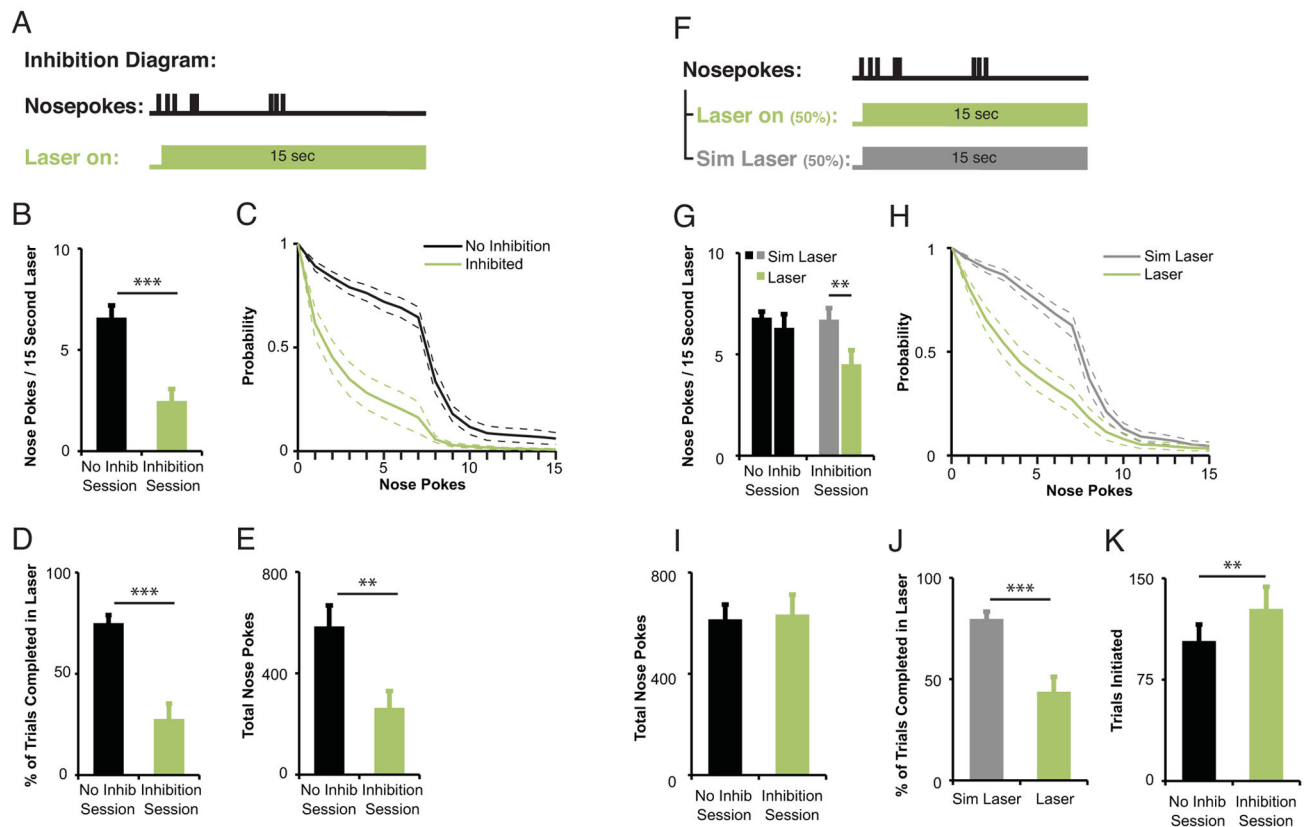 A
Inhibition Diagram:
Nosepokes:
Laser on:
15 sec
B
Nose Pokes / 15 Second Laser
10
5
0
***
No Inhib Session
Inhibition Session
C
Probability
1
0.5
0
No Inhibition
Inhibited
0 5 10 15
Nose Pokes
D
% of Trials Completed in Laser
100
50
0
***
No Inhib Session
Inhibition Session
E
Total Nose Pokes
800
400
0
**
No Inhib Session
Inhibition Session
F
Nosepokes:
Laser on (50%):
15 sec
Sim Laser (50%):
15 sec
G
Nose Pokes / 15 Second Laser
10
5
0
Sim Laser
Laser
**
No Inhib Session
Inhibition Session
H
Probability
1
0.5
0
Sim Laser
Laser
0 5 10 15
Nose Pokes
I
Total Nose Pokes
800
400
0
No Inhib Session
Inhibition Session
J
% of Trials Completed in Laser
100
50
0
***
Sim Laser
Laser
K
Trials Initiated
150
75
0
**
No Inhib Session
Inhibition Session